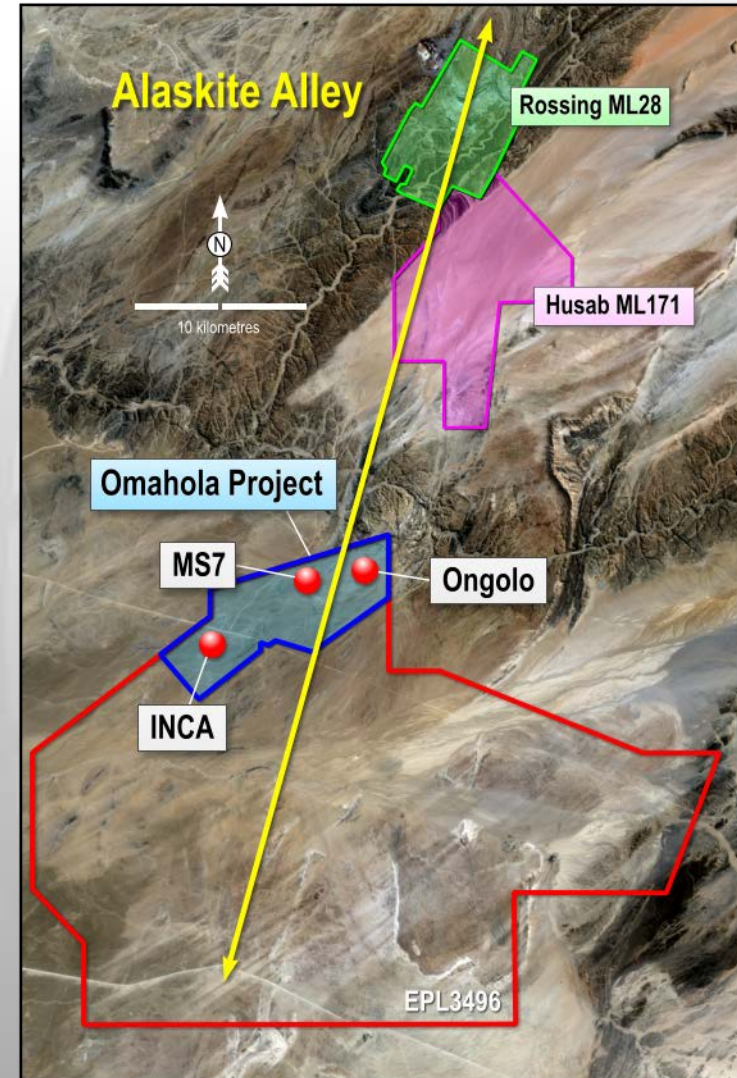 Alaskite Alley
Rossing ML28
N
10 kilometres
Husab ML171
Omahola Project
MS7
Ongolo
INCA
EPL3496